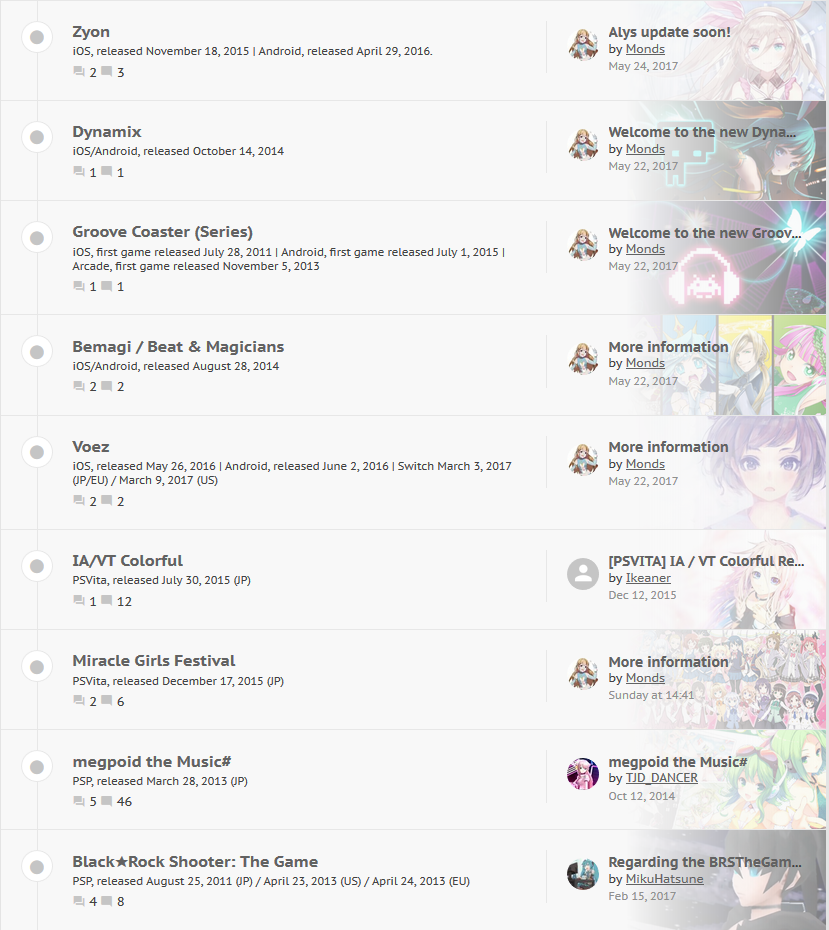 Zyon
iOS, released November 18, 2015 | Android, released April 29, 2016.
2 3
Alys update soon!
by Monds
May 24, 2017
Dynamix
iOS/Android, released October 14, 2014
1 1
Welcome to the new Dyna...
by Monds
May 22, 2017
Groove Coaster (Series)
iOS, first game released July 28, 2011 | Android, first game released July 1, 2015 |
Arcade, first game released November 5, 2013
1 1
Welcome to the new Groov...
by Monds
May 22, 2017
Bemagi / Beat & Magicians
iOS/Android, released August 28, 2014
2 2
More information
by Monds
May 22, 2017
Voez
iOS, released May 26, 2016 | Android, released June 2, 2016 | Switch March 3, 2017
(JP/EU) / March 9, 2017 (US)
2 2
More information
by Monds
May 22, 2017
IA/VT Colorful
PSVita, released July 30, 2015 (JP)
1 12
[PSVITA] IA / VT Colorful Re...
by Ikeaner
Dec 12, 2015
Miracle Girls Festival
PSVita, released December 17, 2015 (JP)
2 6
More information
by Monds
Sunday at 14:41
megpoid the Music#
PSP, released March 28, 2013 (JP)
5 46
megpoid the Music#
by TJD_DANCER
Oct 12, 2014
Black★Rock Shooter: The Game
PSP, released August 25, 2011 (JP) / April 23, 2013 (US) / April 24, 2013 (EU)
4 8
Regarding the BRSTheGam...
by MikuHatsune
Feb 15, 2017